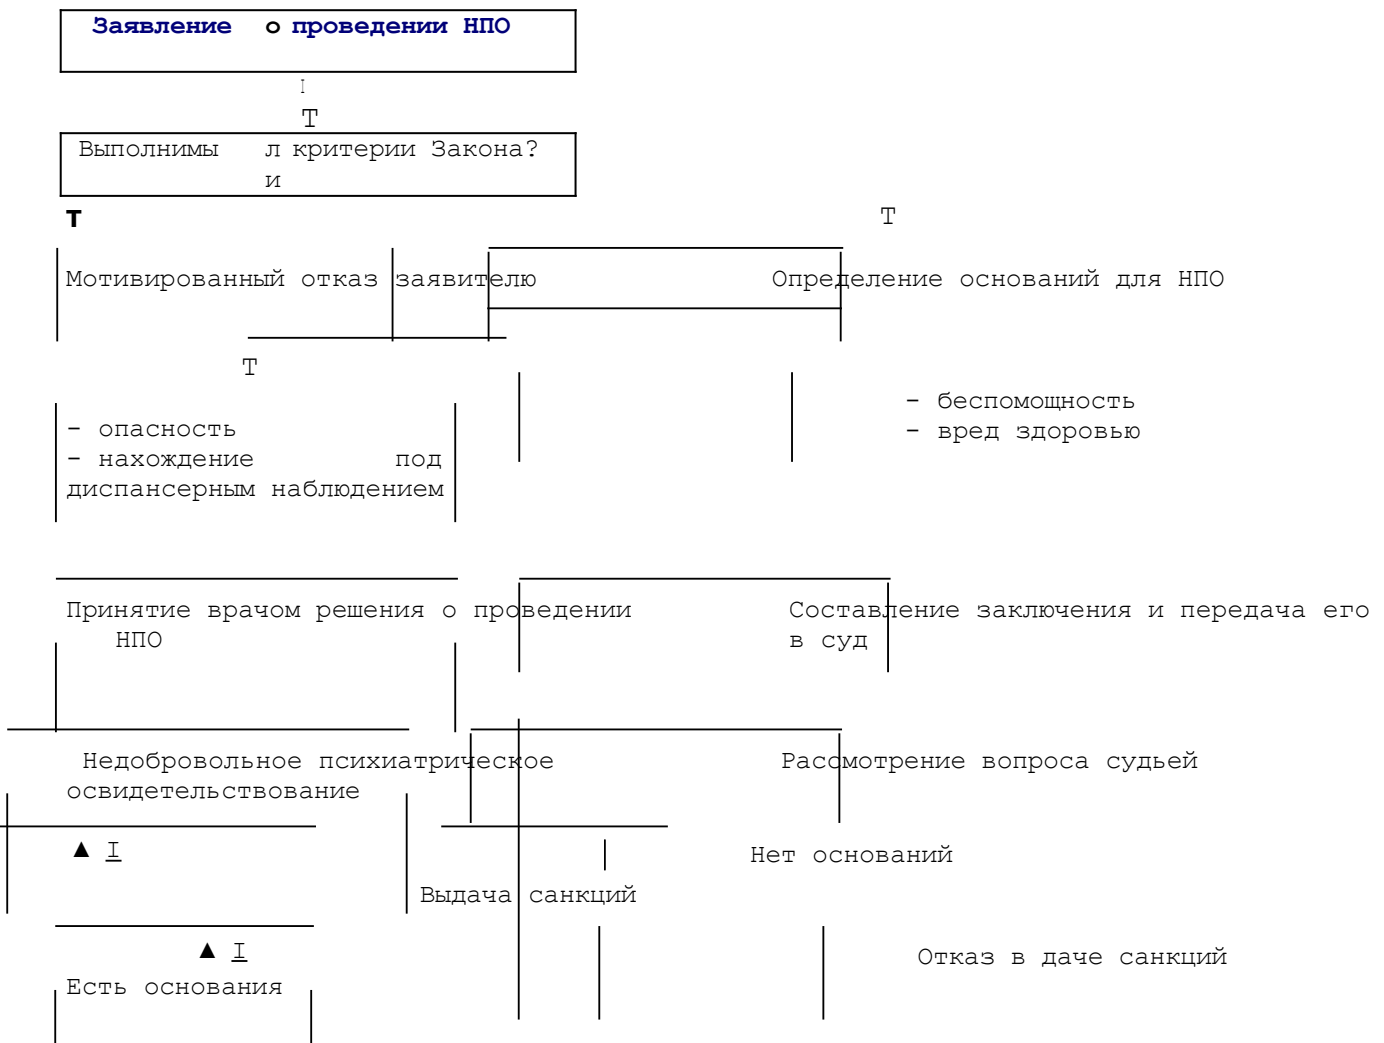 Заявление о проведении НПО
I
T
Выполнимы л критерии Закона?
и
T T
Мотивированный отказ заявителю Определение оснований для НПО
T
- беспомощность
- опасность - вред здоровью
- нахождение под
диспансерным наблюдением
Принятие врачом решения о проведении Составление заключения и передача его
НПО в суд
Недобровольное психиатрическое Рассмотрение вопроса судьей
освидетельствование
▲ I Нет оснований
Выдача санкций
▲ I Отказ в даче санкций
Есть основания